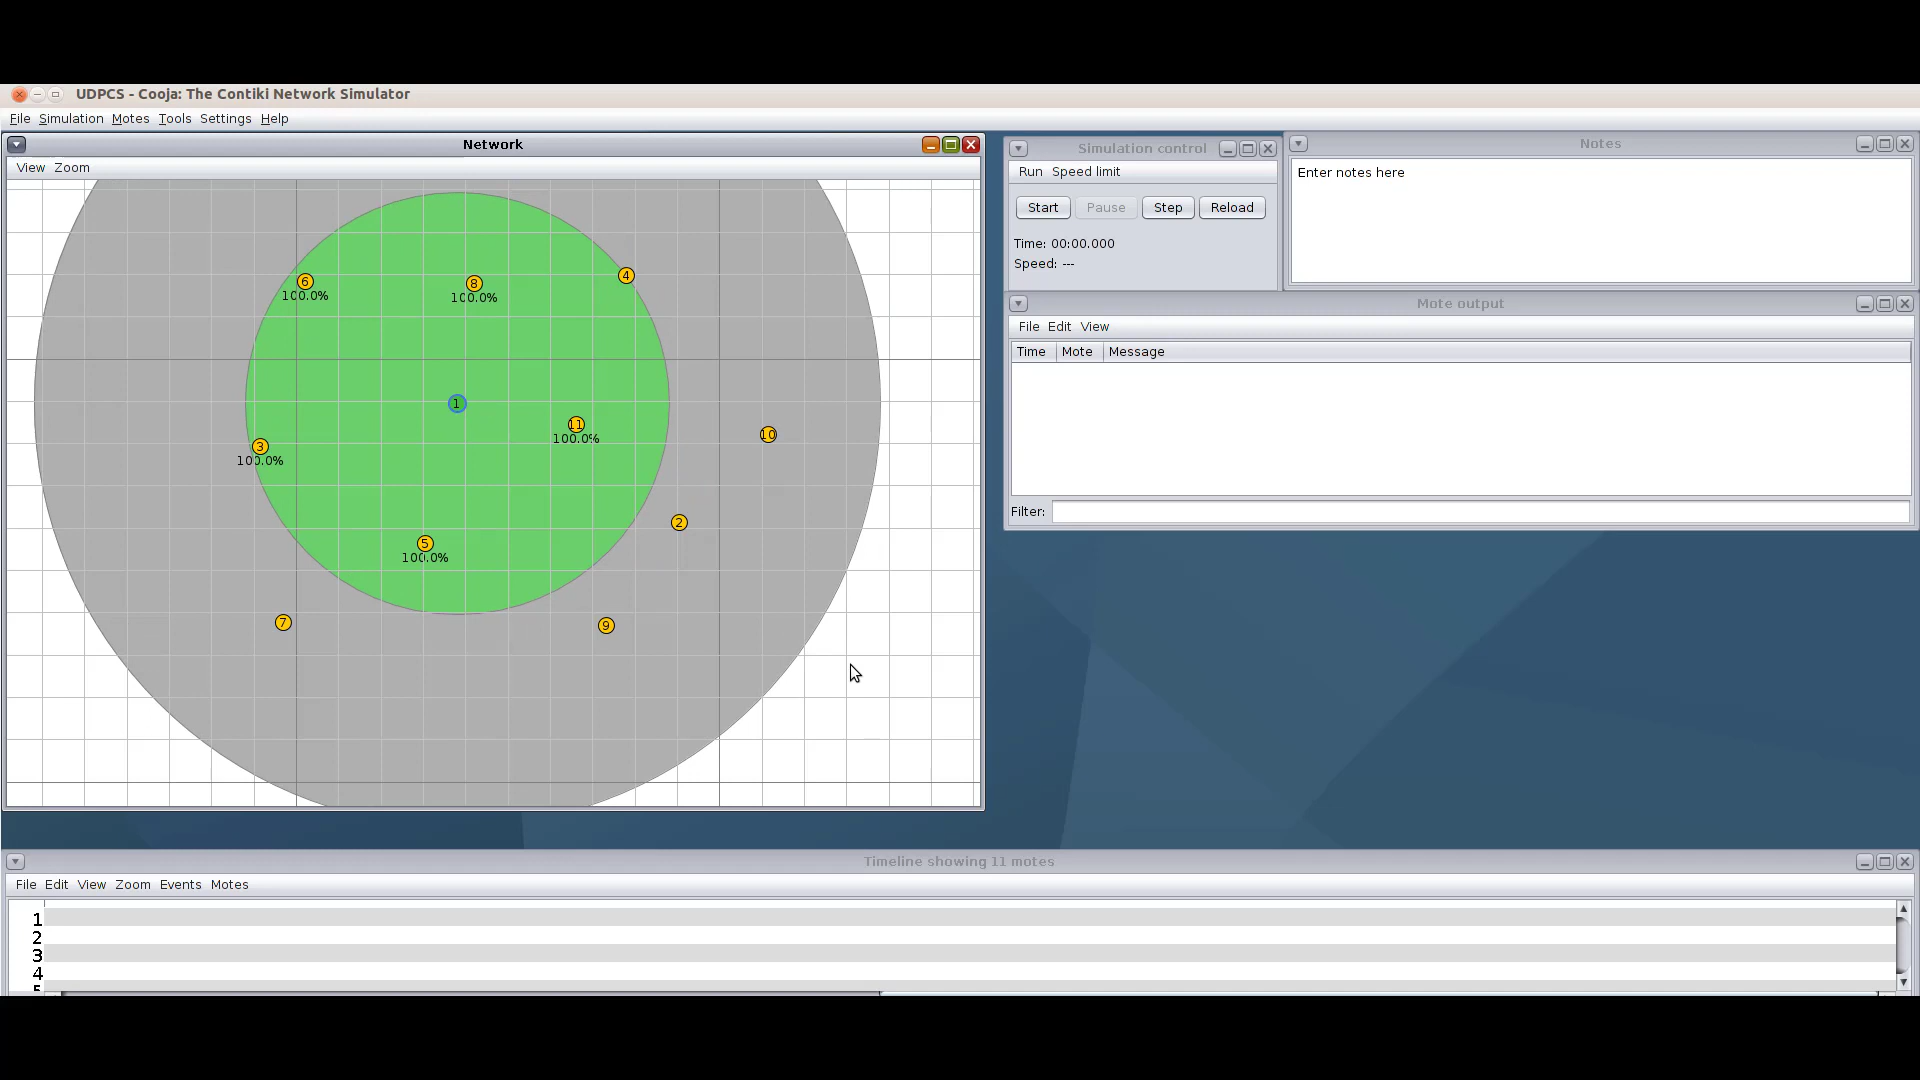 UDPCS - Cooja: The Contiki Network Simulator
File Simulation Motes Tools Settings Help
Network
View Zoom
6
100.0%
8
100.0%
4
1
11
100.0%
3
100.0%
10
2
5
100.0%
7
9
Simulation control
Run Speed limit
Start Pause Step Reload
Time: 00:00.000
Speed: ---
Notes
Enter notes here
Mote output
File Edit View
Time Mote Message
Filter:
Timeline showing 11 motes
File Edit View Zoom Events Motes
1
2
3
4
5